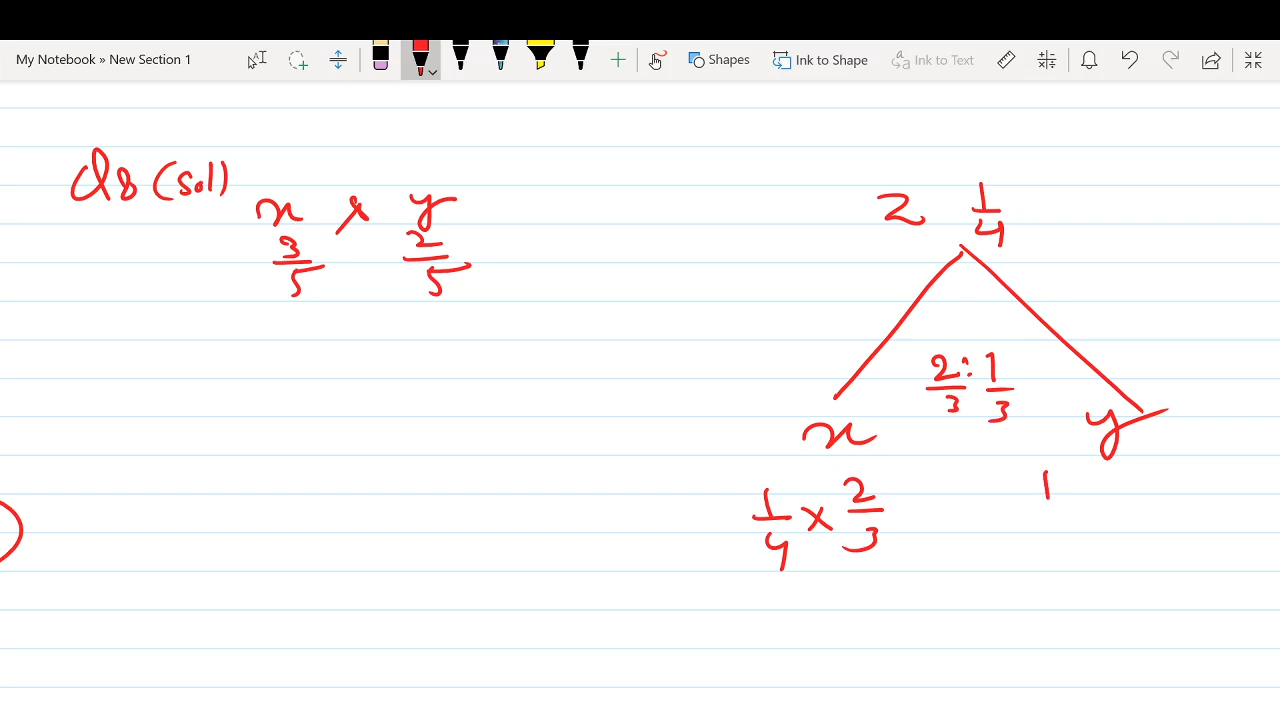 My Notebook » New Section 1
Shapes
Ink to Shape
Ink to Text
Q8 (Sol)
x & y
3/5 2/5
Z 1/4
2/3 : 1/3
x y
1/4 × 2/3 1